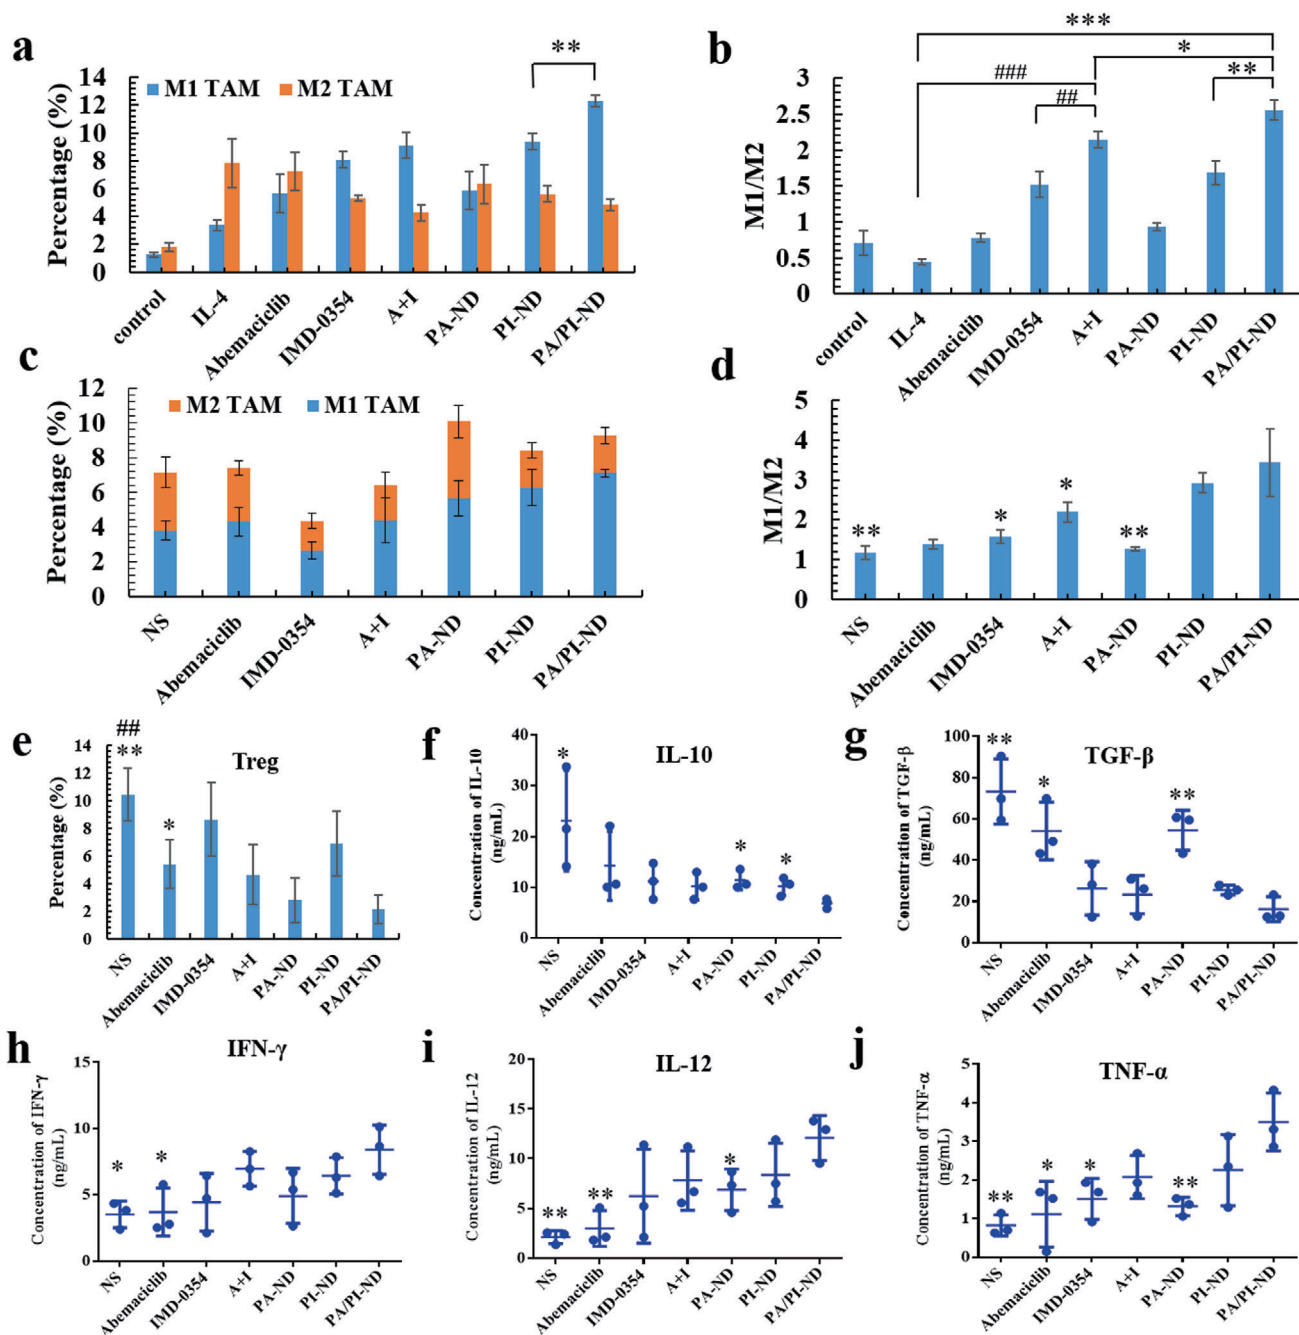 a
**
M1 TAM M2 TAM
Percentage (%)
14
12
10
8
6
4
2
0
control IL-4 Abemaciclib IMD-0354 A+I PA-ND PI-ND PA/PI-ND
b
***
*
###
**
##
M1/M2
3
2.5
2
1.5
1
0.5
0
control IL-4 Abemaciclib IMD-0354 A+I PA-ND PI-ND PA/PI-ND
c
M2 TAM M1 TAM
Percentage (%)
12
10
8
6
4
2
0
NS Abemaciclib IMD-0354 A+I PA-ND PI-ND PA/PI-ND
d
M1/M2
5
4
3
2
1
0
** * * **
NS Abemaciclib IMD-0354 A+I PA-ND PI-ND PA/PI-ND
e
Treg
##
** *
Percentage (%)
14
12
10
8
6
4
2
0
NS Abemaciclib IMD-0354 A+I PA-ND PI-ND PA/PI-ND
f
IL-10
Concentration of IL-10
(ng/mL)
40
30
20
10
0
* * *
NS Abemaciclib IMD-0354 A+I PA-ND PI-ND PA/PI-ND
g
TGF-β
Concentration of TGF-β
(ng/mL)
100
80
60
40
20
0
** * **
NS Abemaciclib IMD-0354 A+I PA-ND PI-ND PA/PI-ND
h
IFN-γ
Concentration of IFN-γ
(ng/mL)
15
10
5
0
* *
NS Abemaciclib IMD-0354 A+I PA-ND PI-ND PA/PI-ND
i
IL-12
Concentration of IL-12
(ng/mL)
20
15
10
5
0
** ** *
NS Abemaciclib IMD-0354 A+I PA-ND PI-ND PA/PI-ND
j
TNF-α
Concentration of TNF-α
(ng/mL)
5
4
3
2
1
0
** * * **
NS Abemaciclib IMD-0354 A+I PA-ND PI-ND PA/PI-ND